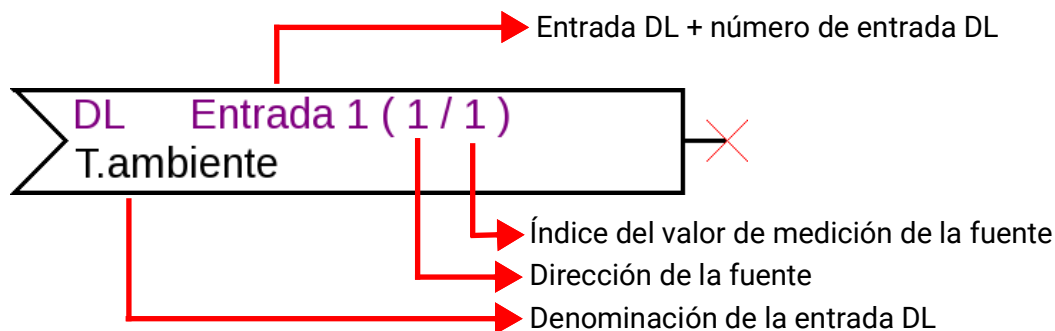 Entrada DL + número de entrada DL
DL Entrada 1 ( 1 / 1 )
T.ambiente
Índice del valor de medición de la fuente
Dirección de la fuente
Denominación de la entrada DL